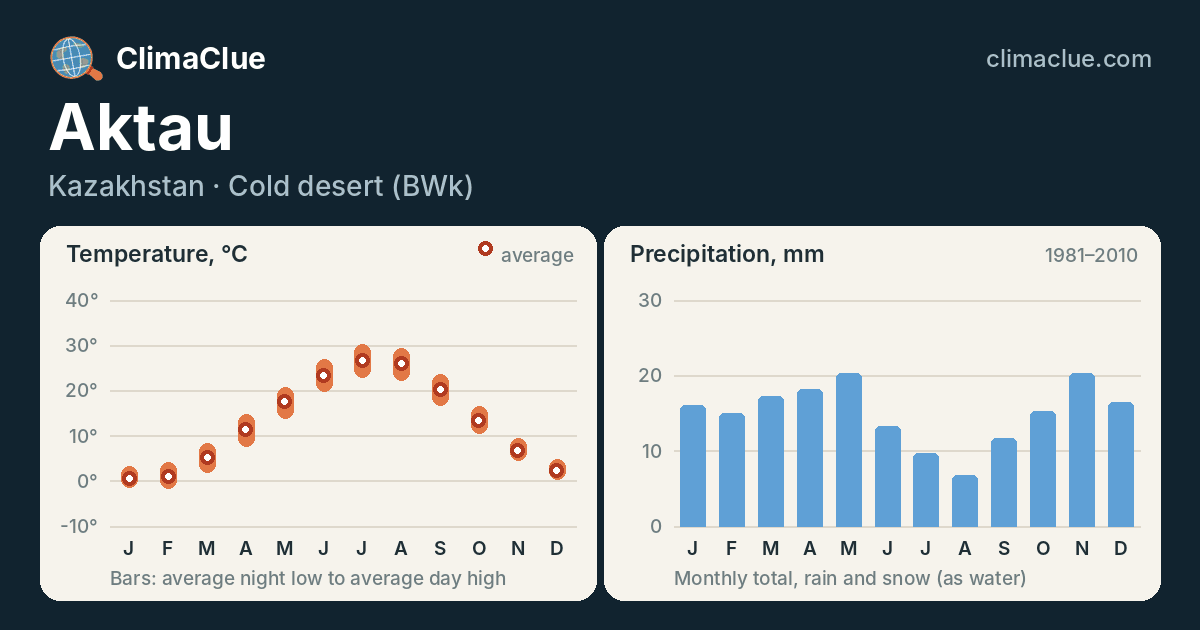 ClimaClue
climaclue.com
Aktau
Kazakhstan · Cold desert (BWk)
Temperature, °C
average
40°
30°
20°
10°
0°
-10°
J F M A M J J A S O N D
Bars: average night low to average day high
Precipitation, mm
1981–2010
30
20
10
0
J F M A M J J A S O N D
Monthly total, rain and snow (as water)